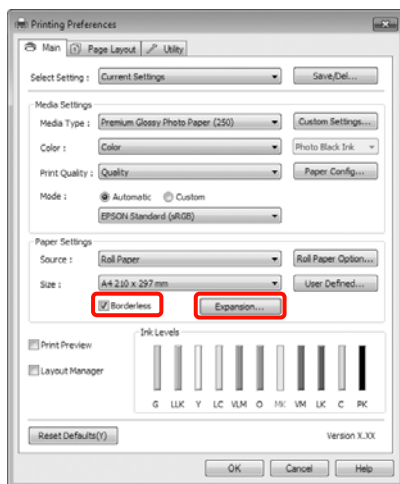 Printing Preferences
Main Page Layout Utility
Select Setting : Current Settings Save/Del...
Media Settings
Media Type : Premium Glossy Photo Paper (250) Custom Settings...
Color : Color Photo Black Ink
Print Quality : Quality Paper Config...
Mode : Automatic Custom
EPSON Standard (sRGB)
Paper Settings
Source : Roll Paper Roll Paper Option...
Size : A4 210 x 297 mm User Defined...
Borderless Expansion...
Ink Levels
Print Preview
Layout Manager
G LLK Y LC VLM O MK VM LK C PK
Reset Defaults(Y) Version X.XX
OK Cancel Help